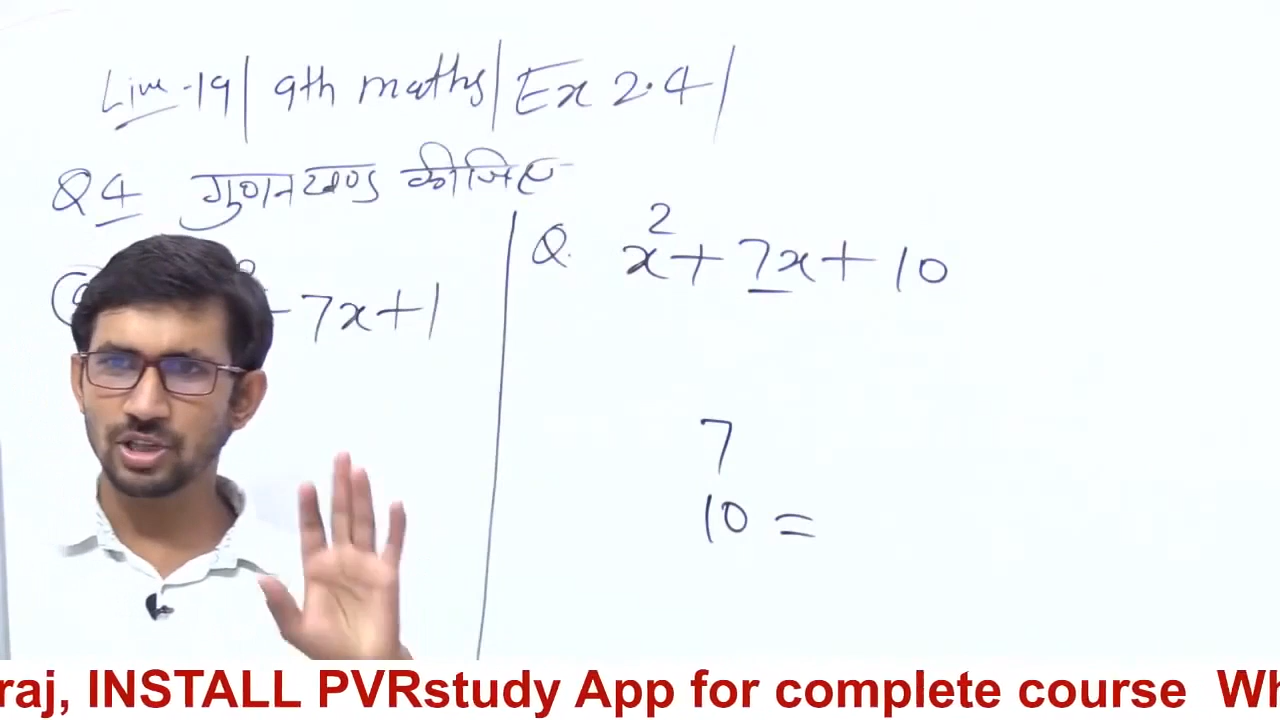 Live-19| 9th maths| Ex 2.4|
Q4 गुणनखण्ड कीजिए
- 7x+1
Q. x²+ 7x+ 10
7
10 =
raj, INSTALL PVRstudy App for complete course Wh